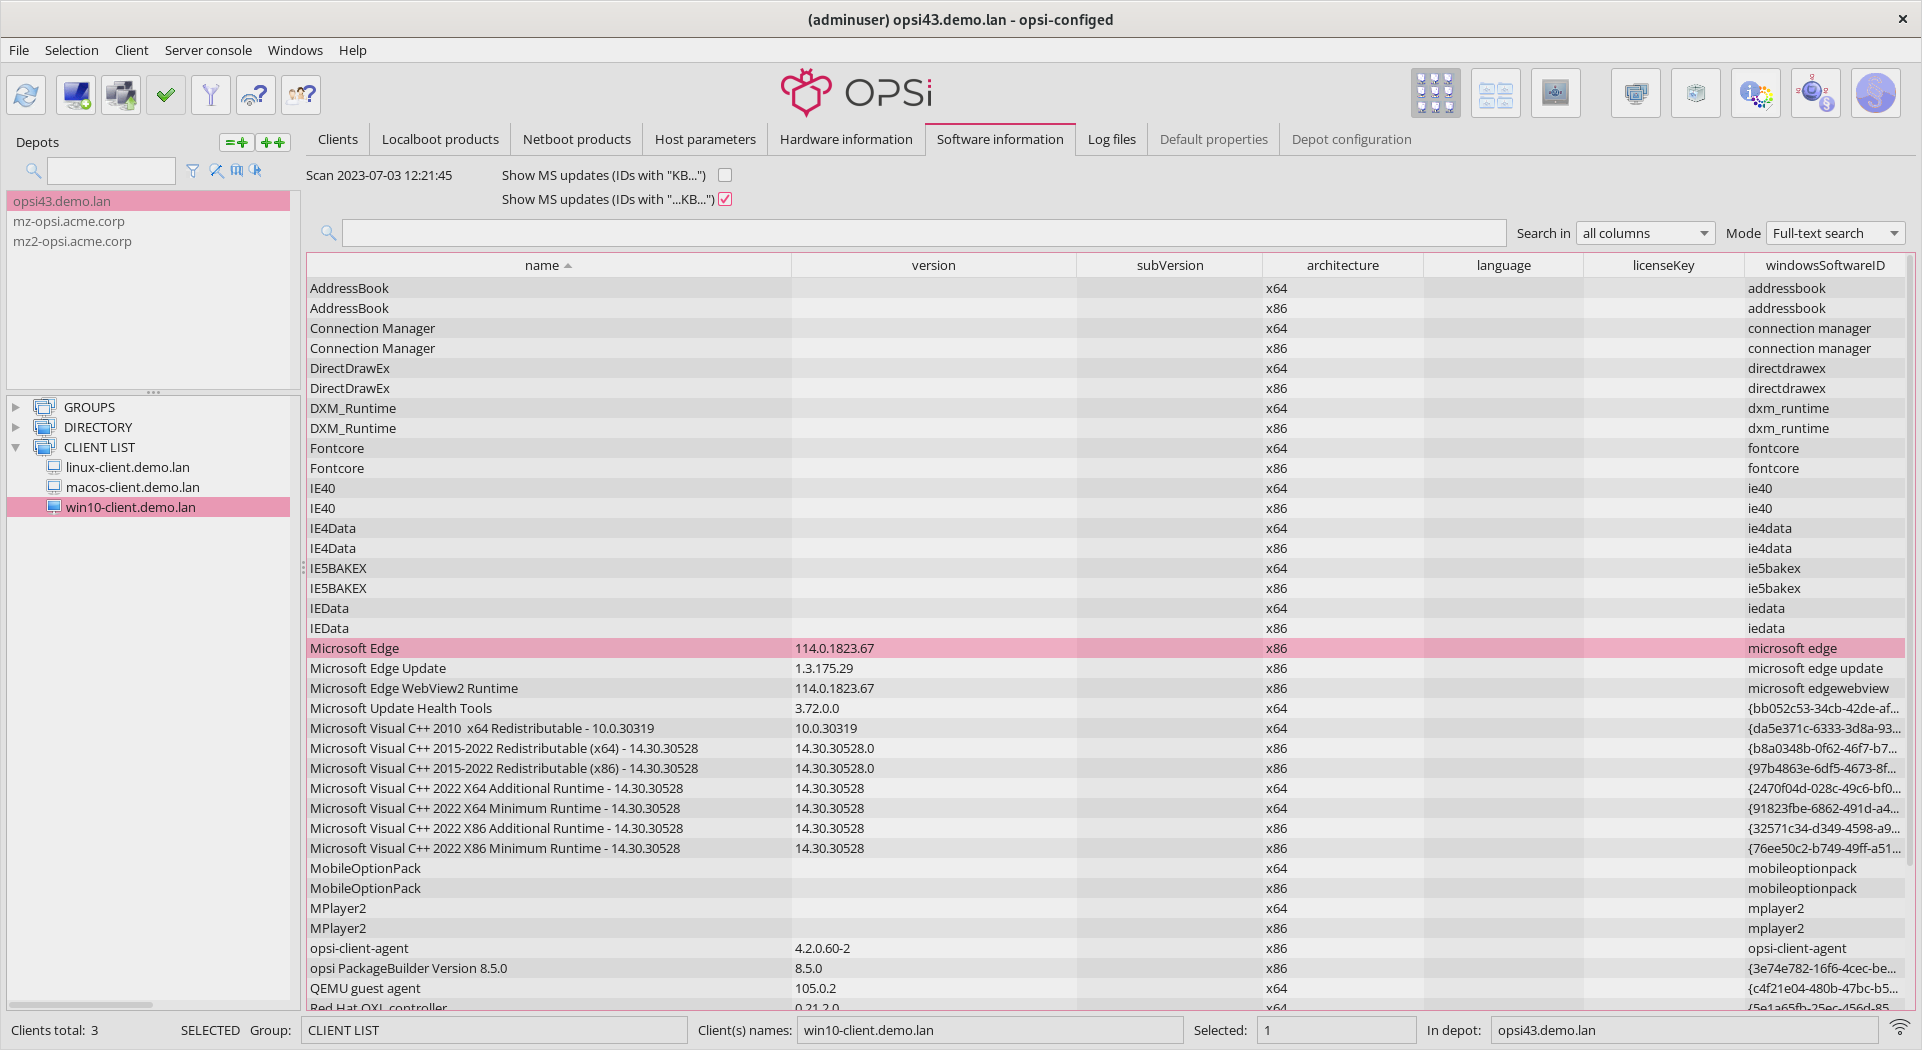 (adminuser) opsi43.demo.lan - opsi-configed
File Selection Client Server console Windows Help
OPSi
Depots
Clients Localboot products Netboot products Host parameters Hardware information Software information Log files Default properties Depot configuration
Scan 2023-07-03 12:21:45 Show MS updates (IDs with "KB...")
Show MS updates (IDs with "...KB...")
opsi43.demo.lan
mz-opsi.acme.corp
mz2-opsi.acme.corp
Search in all columns Mode Full-text search
GROUPS
DIRECTORY
CLIENT LIST
linux-client.demo.lan
macos-client.demo.lan
win10-client.demo.lan
name version subVersion architecture language licenseKey windowsSoftwareID
AddressBook x64 addressbook
AddressBook x86 addressbook
Connection Manager x64 connection manager
Connection Manager x86 connection manager
DirectDrawEx x64 directdrawex
DirectDrawEx x86 directdrawex
DXM_Runtime x64 dxm_runtime
DXM_Runtime x86 dxm_runtime
Fontcore x64 fontcore
Fontcore x86 fontcore
IE40 x64 ie40
IE40 x86 ie40
IE4Data x64 ie4data
IE4Data x86 ie4data
IE5BAKEX x64 ie5bakex
IE5BAKEX x86 ie5bakex
IEData x64 iedata
IEData x86 iedata
Microsoft Edge 114.0.1823.67 x86 microsoft edge
Microsoft Edge Update 1.3.175.29 x86 microsoft edge update
Microsoft Edge WebView2 Runtime 114.0.1823.67 x86 microsoft edgewebview
Microsoft Update Health Tools 3.72.0.0 x64 {bb052c53-34cb-42de-af...
Microsoft Visual C++ 2010  x64 Redistributable - 10.0.30319 10.0.30319 x64 {da5e371c-6333-3d8a-93...
Microsoft Visual C++ 2015-2022 Redistributable (x64) - 14.30.30528 14.30.30528.0 x86 {b8a0348b-0f62-46f7-b7...
Microsoft Visual C++ 2015-2022 Redistributable (x86) - 14.30.30528 14.30.30528.0 x86 {97b4863e-6df5-4673-8f...
Microsoft Visual C++ 2022 X64 Additional Runtime - 14.30.30528 14.30.30528 x64 {2470f04d-028c-49c6-bf0...
Microsoft Visual C++ 2022 X64 Minimum Runtime - 14.30.30528 14.30.30528 x64 {91823fbe-6862-491d-a4...
Microsoft Visual C++ 2022 X86 Additional Runtime - 14.30.30528 14.30.30528 x86 {32571c34-d349-4598-a9...
Microsoft Visual C++ 2022 X86 Minimum Runtime - 14.30.30528 14.30.30528 x86 {76ee50c2-b749-49ff-a51...
MobileOptionPack x64 mobileoptionpack
MobileOptionPack x86 mobileoptionpack
MPlayer2 x64 mplayer2
MPlayer2 x86 mplayer2
opsi-client-agent 4.2.0.60-2 x86 opsi-client-agent
opsi PackageBuilder Version 8.5.0 8.5.0 x86 {3e74e782-16f6-4cec-be...
QEMU guest agent 105.0.2 x64 {c4f21e04-480b-47bc-b5...
Red Hat QXL controller 0.21.2.0 x64 {5e1a65fb-25ec-456d-85...
Clients total: 3 SELECTED Group: CLIENT LIST Client(s) names: win10-client.demo.lan Selected: 1 In depot: opsi43.demo.lan